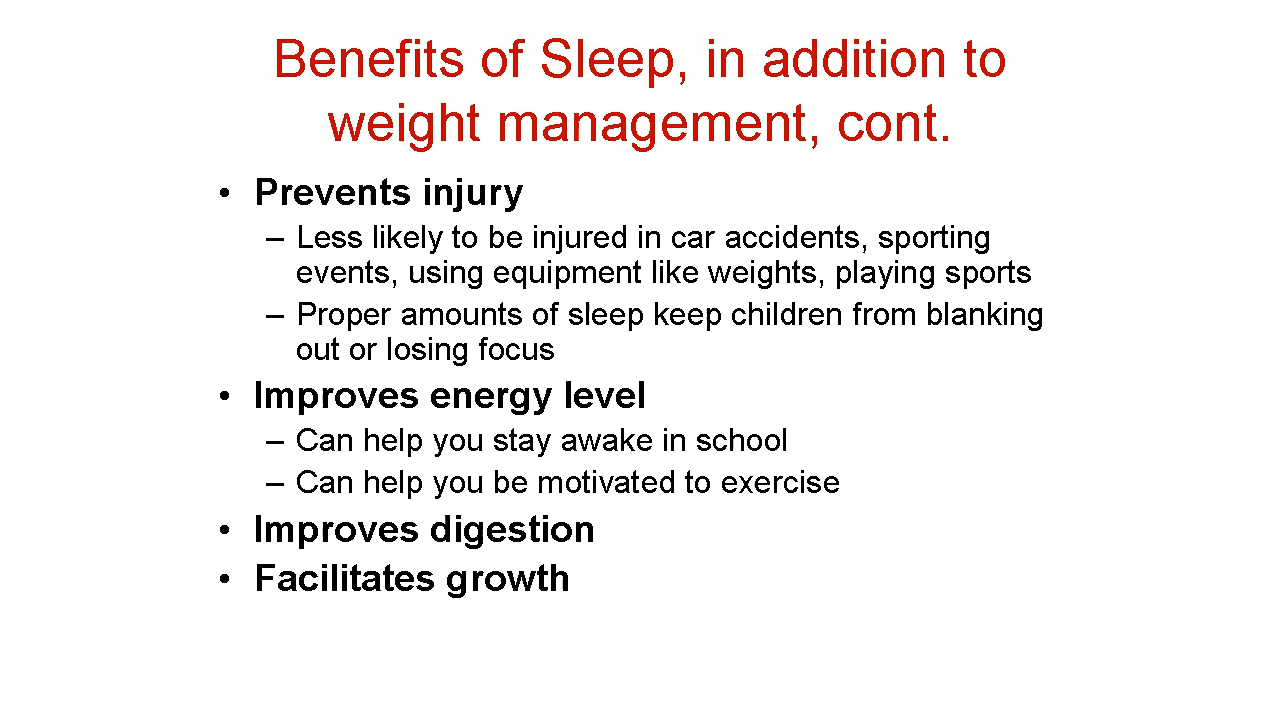 Benefits of Sleep, in addition to
weight management, cont.
• Prevents injury
– Less likely to be injured in car accidents, sporting
events, using equipment like weights, playing sports
– Proper amounts of sleep keep children from blanking
out or losing focus
• Improves energy level
– Can help you stay awake in school
– Can help you be motivated to exercise
• Improves digestion
• Facilitates growth